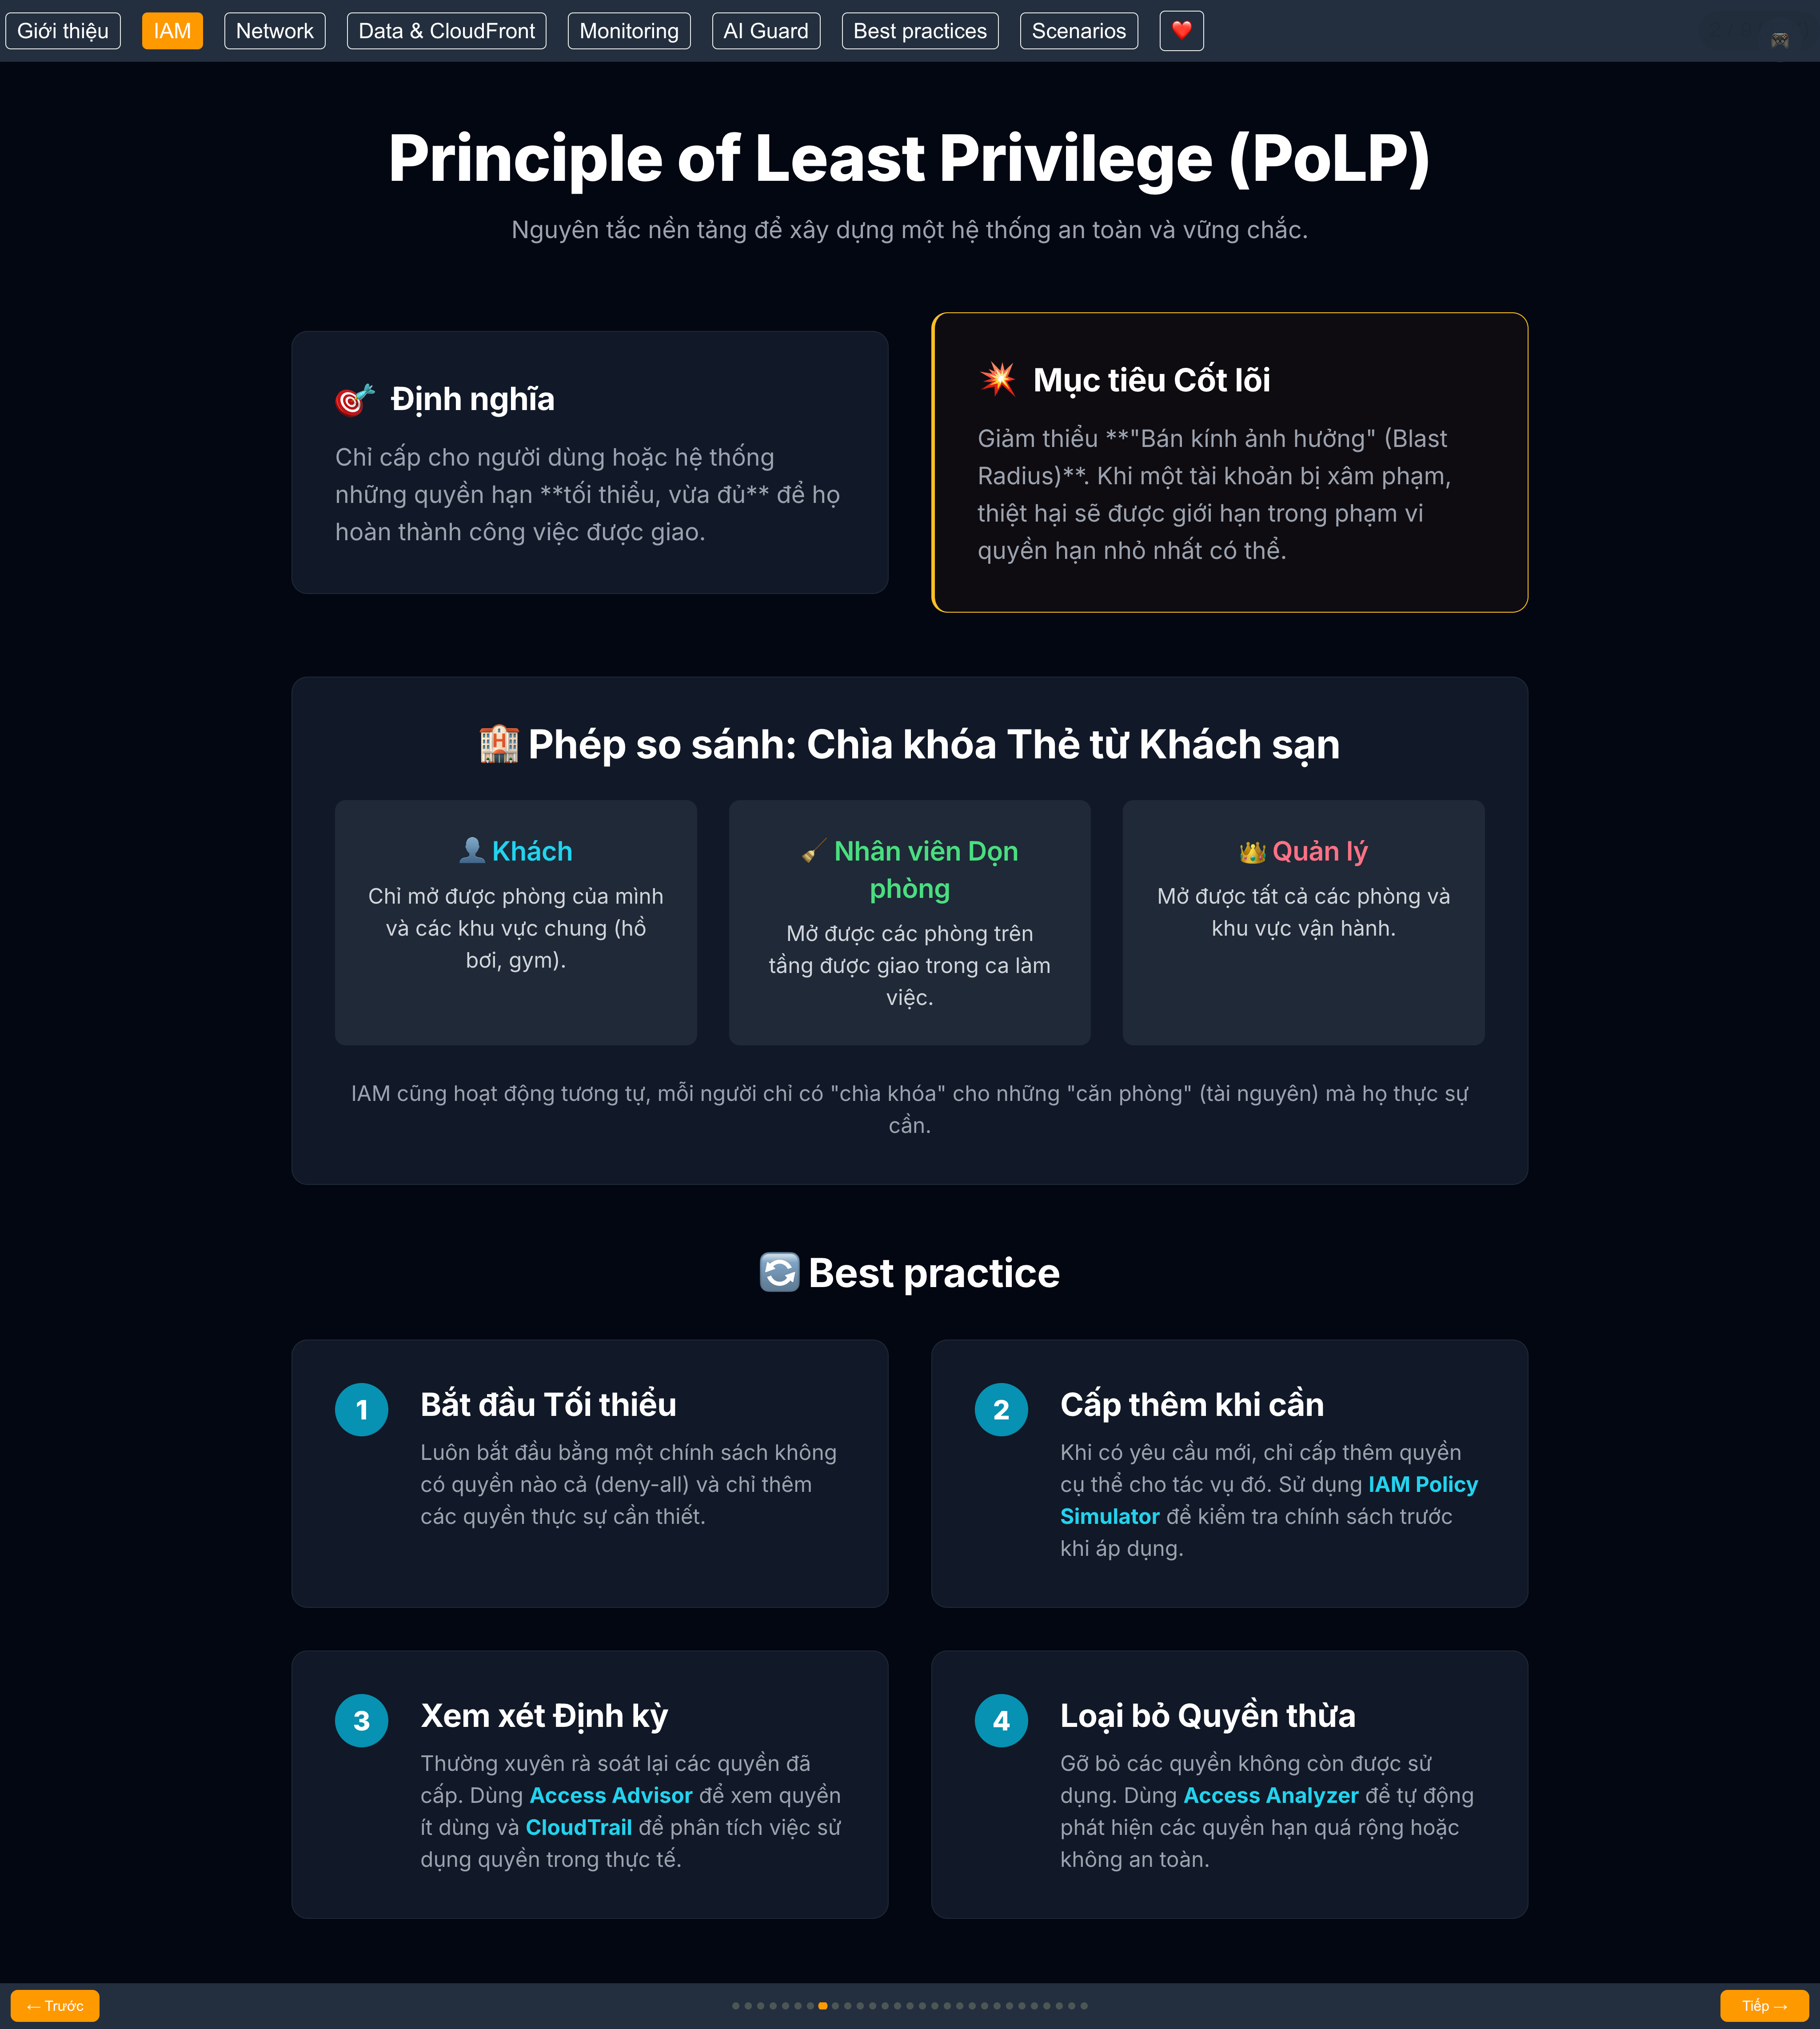 Giới thiệu
IAM
Network
Data & CloudFront
Monitoring
AI Guard
Best practices
Scenarios
Principle of Least Privilege (PoLP)
Nguyên tắc nền tảng để xây dựng một hệ thống an toàn và vững chắc.
Định nghĩa
Chỉ cấp cho người dùng hoặc hệ thống
những quyền hạn **tối thiểu, vừa đủ** để họ
hoàn thành công việc được giao.
Mục tiêu Cốt lõi
Giảm thiểu **"Bán kính ảnh hưởng" (Blast
Radius)**. Khi một tài khoản bị xâm phạm,
thiệt hại sẽ được giới hạn trong phạm vi
quyền hạn nhỏ nhất có thể.
Phép so sánh: Chìa khóa Thẻ từ Khách sạn
Khách
Chỉ mở được phòng của mình
và các khu vực chung (hồ
bơi, gym).
Nhân viên Dọn
phòng
Mở được các phòng trên
tầng được giao trong ca làm
việc.
Quản lý
Mở được tất cả các phòng và
khu vực vận hành.
IAM cũng hoạt động tương tự, mỗi người chỉ có "chìa khóa" cho những "căn phòng" (tài nguyên) mà họ thực sự
cần.
Best practice
1
Bắt đầu Tối thiểu
Luôn bắt đầu bằng một chính sách không
có quyền nào cả (deny-all) và chỉ thêm
các quyền thực sự cần thiết.
2
Cấp thêm khi cần
Khi có yêu cầu mới, chỉ cấp thêm quyền
cụ thể cho tác vụ đó. Sử dụng IAM Policy
Simulator để kiểm tra chính sách trước
khi áp dụng.
3
Xem xét Định kỳ
Thường xuyên rà soát lại các quyền đã
cấp. Dùng Access Advisor để xem quyền
ít dùng và CloudTrail để phân tích việc sử
dụng quyền trong thực tế.
4
Loại bỏ Quyền thừa
Gỡ bỏ các quyền không còn được sử
dụng. Dùng Access Analyzer để tự động
phát hiện các quyền hạn quá rộng hoặc
không an toàn.
← Trước
Tiếp →